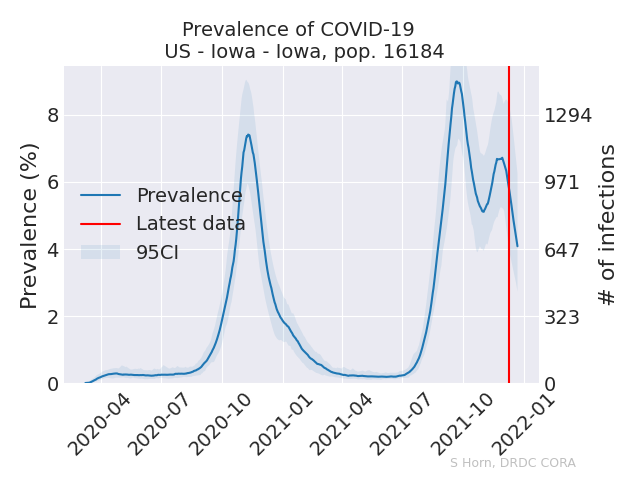 Prevalence of COVID-19
US - Iowa - Iowa, pop. 16184
Prevalence (%)
8
6
4
2
0
Prevalence
Latest data
95CI
1294
971
647
323
0
# of infections
2020-04
2020-07
2020-10
2021-01
2021-04
2021-07
2021-10
2022-01
S Horn, DRDC CORA